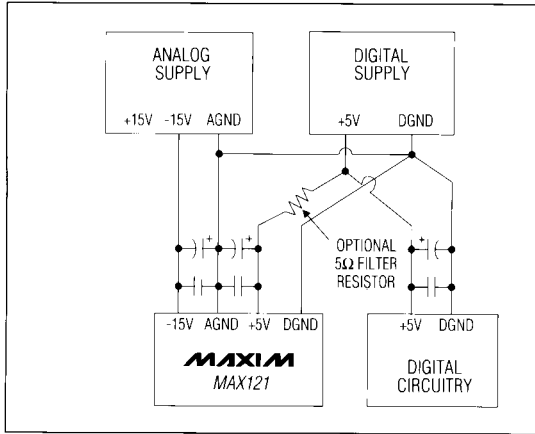 ANALOG
SUPPLY
+15V -15V AGND
DIGITAL
SUPPLY
+5V DGND
+ +
+
OPTIONAL
5Ω FILTER
RESISTOR
-15V AGND +5V DGND
MAXIM
MAX121
+5V DGND
DIGITAL
CIRCUITRY